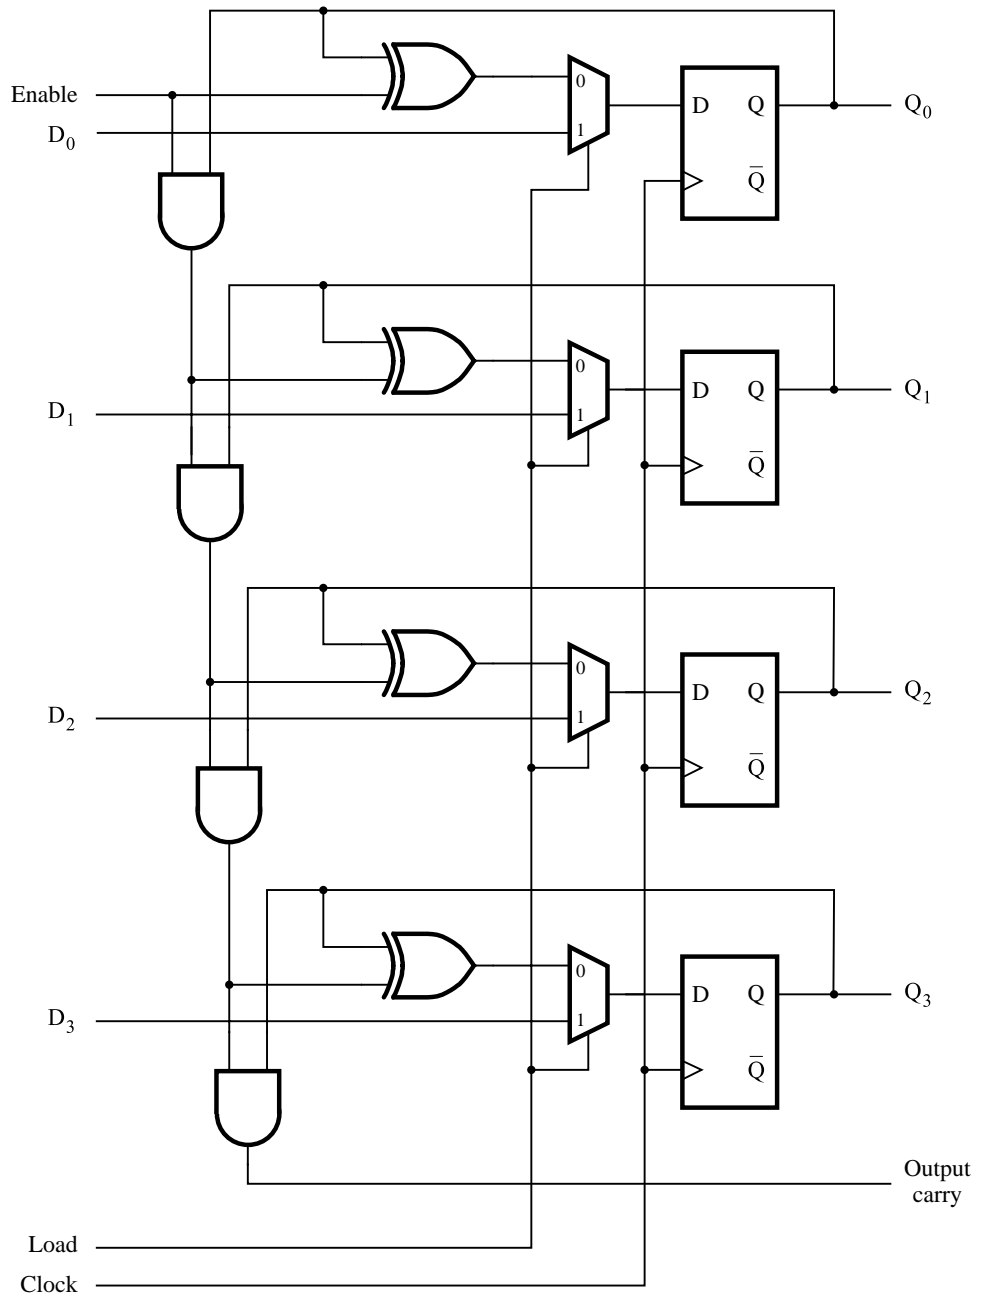 0
Enable
D Q Q₀
D₀
1
Q̅
0
D₁
1
D Q Q₁
Q̅
0
D₂
1
D Q Q₂
Q̅
0
D₃
1
D Q Q₃
Q̅
Output
carry
Load
Clock